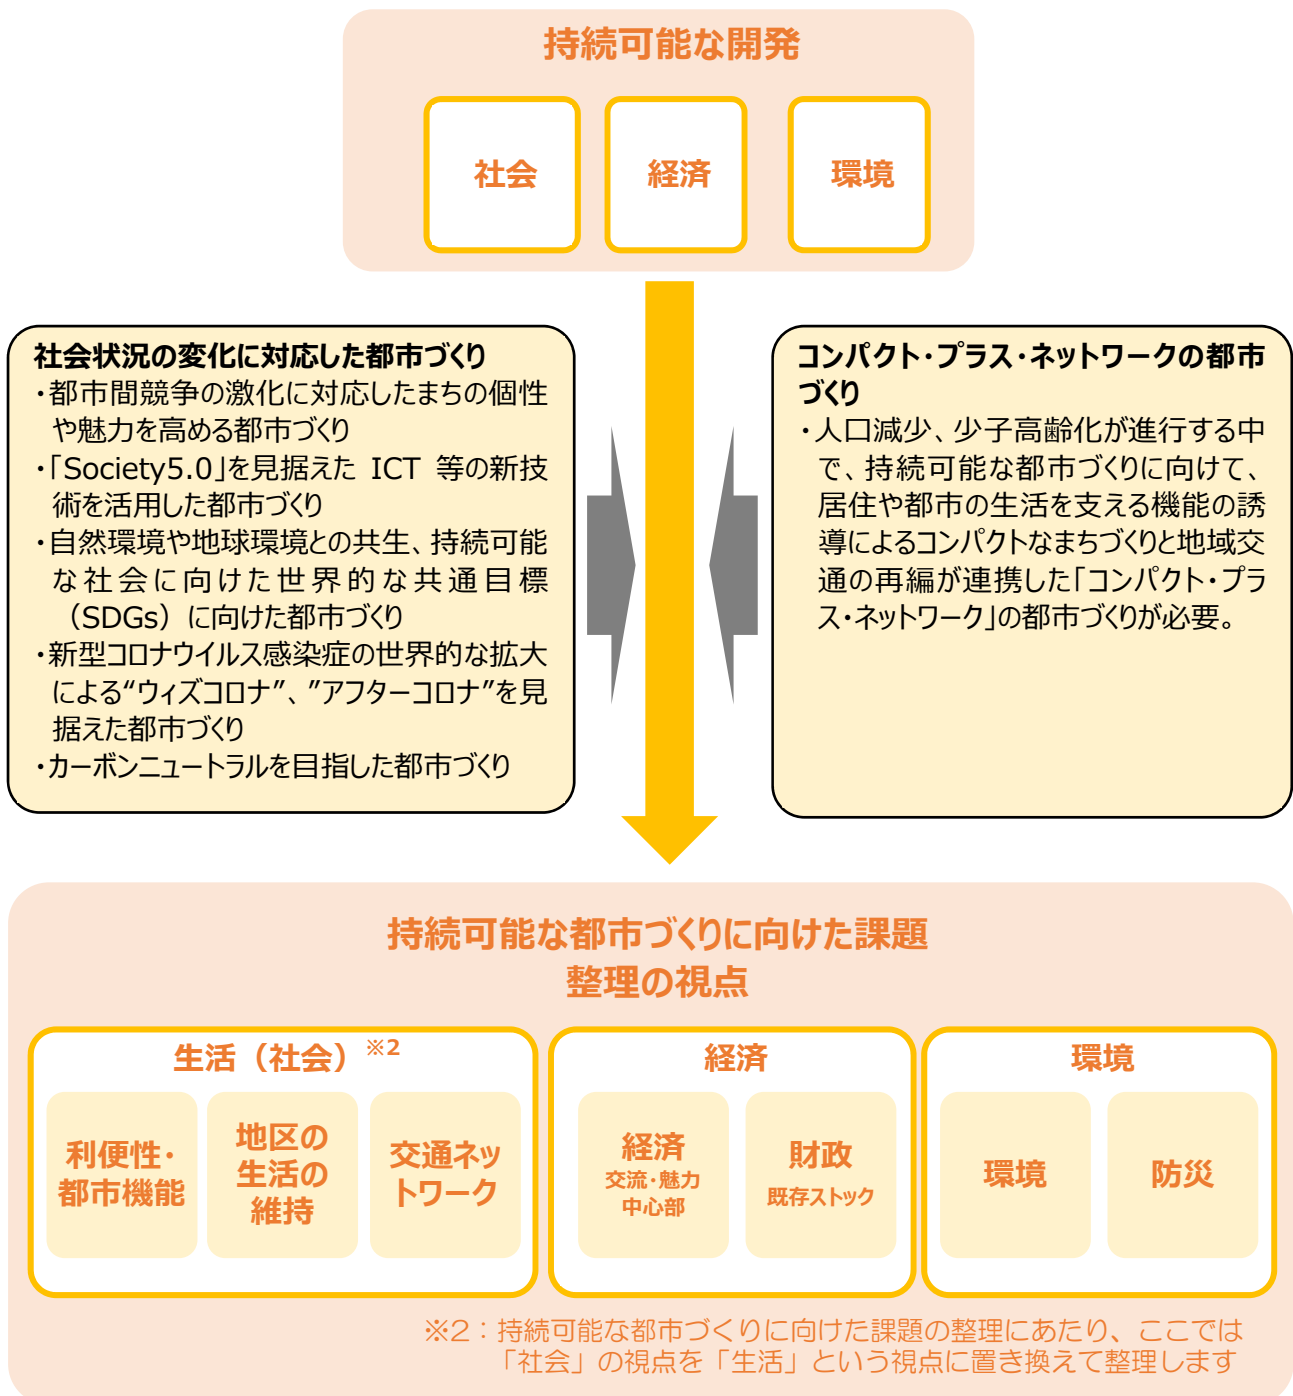 持続可能な開発
社会
経済
環境
社会状況の変化に対応した都市づくり
・都市間競争の激化に対応したまちの個性
や魅力を高める都市づくり
・「Society5.0」を見据えた ICT 等の新技
術を活用した都市づくり
・自然環境や地球環境との共生、持続可能
な社会に向けた世界的な共通目標
（SDGs）に向けた都市づくり
・新型コロナウイルス感染症の世界的な拡大
による“ウィズコロナ”、”アフターコロナ”を見
据えた都市づくり
・カーボンニュートラルを目指した都市づくり
コンパクト・プラス・ネットワークの都市
づくり
・人口減少、少子高齢化が進行する中
で、持続可能な都市づくりに向けて、
居住や都市の生活を支える機能の誘
導によるコンパクトなまちづくりと地域交
通の再編が連携した「コンパクト・プラ
ス・ネットワーク」の都市づくりが必要。
持続可能な都市づくりに向けた課題
整理の視点
生活（社会）※2
利便性・
都市機能
地区の
生活の
維持
交通ネッ
トワーク
経済
経済
交流・魅力
中心部
財政
既存ストック
環境
環境
防災
※2：持続可能な都市づくりに向けた課題の整理にあたり、ここでは
「社会」の視点を「生活」という視点に置き換えて整理します